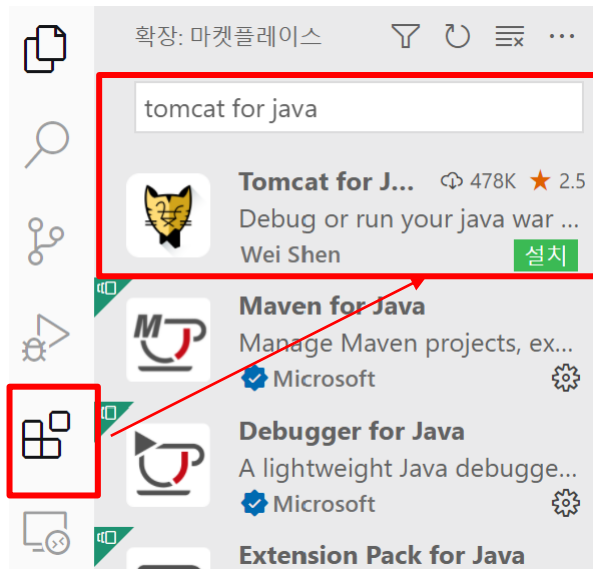 확장: 마켓플레이스
tomcat for java
Tomcat for J... 478K ★ 2.5
Debug or run your java war ...
Wei Shen 설치
Maven for Java
Manage Maven projects, ex...
Microsoft
Debugger for Java
A lightweight Java debugge...
Microsoft
Extension Pack for Java